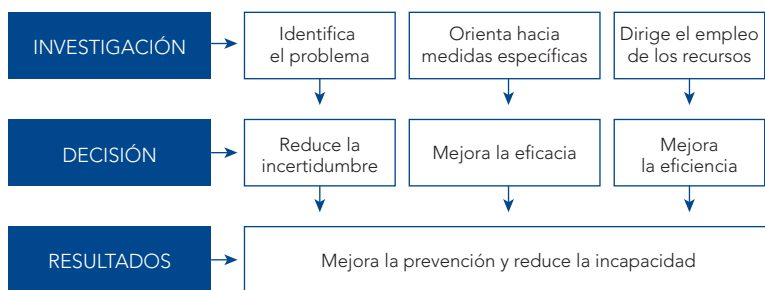 INVESTIGACIÓN
Identifica
el problema
Orienta hacia
medidas específicas
Dirige el empleo
de los recursos
DECISIÓN
Reduce la
incertidumbre
Mejora la eficacia
Mejora
la eficiencia
RESULTADOS
Mejora la prevención y reduce la incapacidad